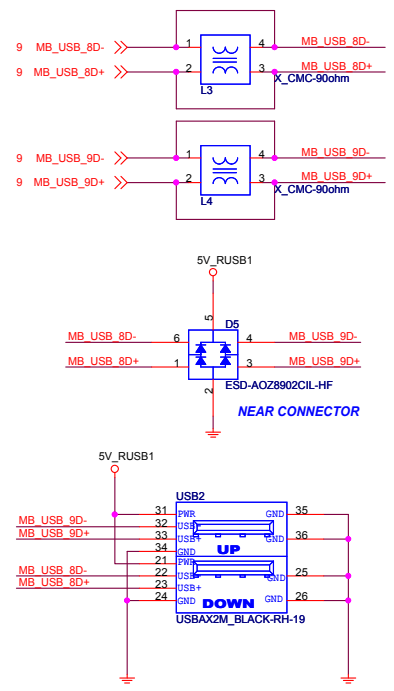 9 MB_USB_8D- 1 4 MB_USB_8D-
9 MB_USB_8D+ 2 3 MB_USB_8D+
L3 X_CMC-90ohm
9 MB_USB_9D- 1 4 MB_USB_9D-
9 MB_USB_9D+ 2 3 MB_USB_9D+
L4 X_CMC-90ohm
5V_RUSB1
5 D5
MB_USB_8D- 6 4 MB_USB_9D-
MB_USB_8D+ 1 3 MB_USB_9D+
2 ESD-AOZ8902CIL-HF
NEAR CONNECTOR
5V_RUSB1
USB2
31 PWR GND 35
MB_USB_9D- 32 USB-
MB_USB_9D+ 33 USB+ GND 36
34 GND UP
21 PWR
MB_USB_8D- 22 USB- GND 25
MB_USB_8D+ 23 USB+
24 GND DOWN GND 26
USBAX2M_BLACK-RH-19